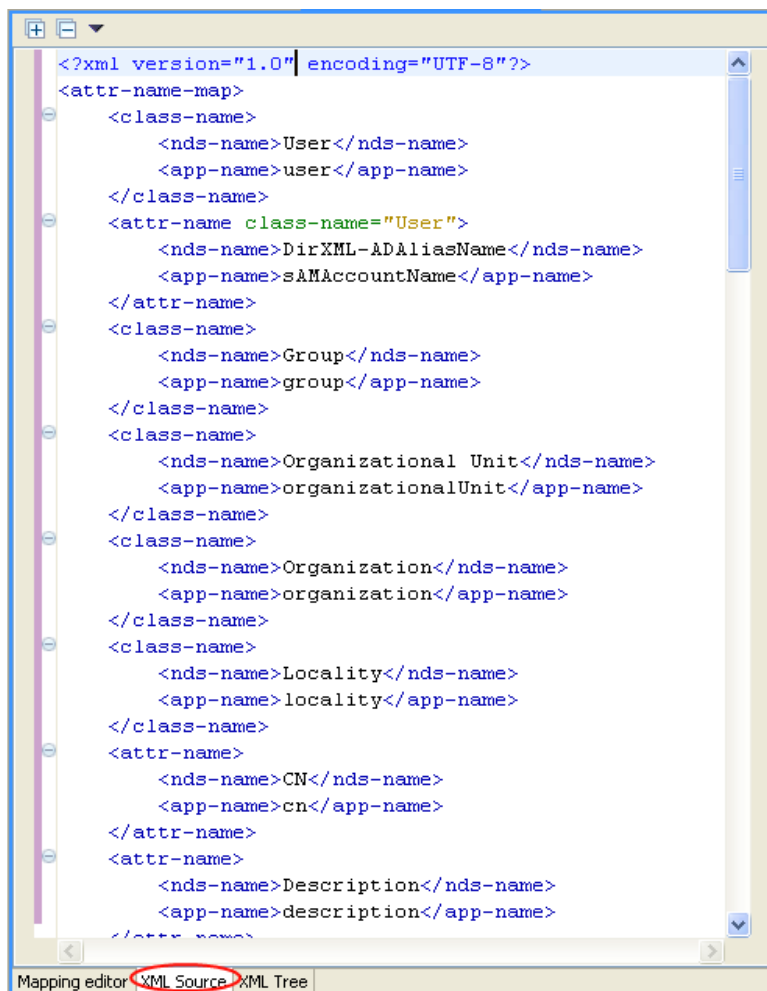 <?xml version="1.0" encoding="UTF-8"?>
<attr-name-map>
<class-name>
<nds-name>User</nds-name>
<app-name>user</app-name>
</class-name>
<attr-name class-name="User">
<nds-name>DirXML-ADAliasName</nds-name>
<app-name>sAMAccountName</app-name>
</attr-name>
<class-name>
<nds-name>Group</nds-name>
<app-name>group</app-name>
</class-name>
<class-name>
<nds-name>Organizational Unit</nds-name>
<app-name>organizationalUnit</app-name>
</class-name>
<class-name>
<nds-name>Organization</nds-name>
<app-name>organization</app-name>
</class-name>
<class-name>
<nds-name>Locality</nds-name>
<app-name>locality</app-name>
</class-name>
<attr-name>
<nds-name>CN</nds-name>
<app-name>cn</app-name>
</attr-name>
<attr-name>
<nds-name>Description</nds-name>
<app-name>description</app-name>
</attr-name>
Mapping editor XML Source XML Tree